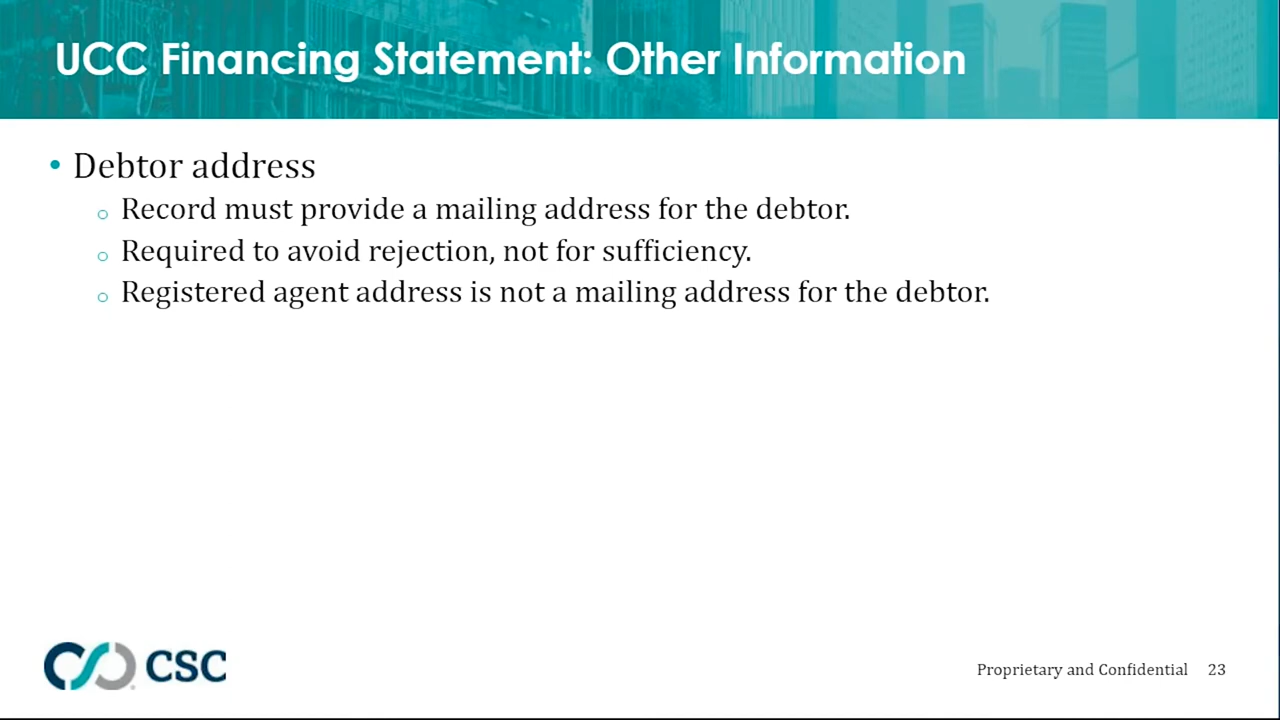 UCC Financing Statement: Other Information
• Debtor address
o Record must provide a mailing address for the debtor.
o Required to avoid rejection, not for sufficiency.
o Registered agent address is not a mailing address for the debtor.
CSC
Proprietary and Confidential 23